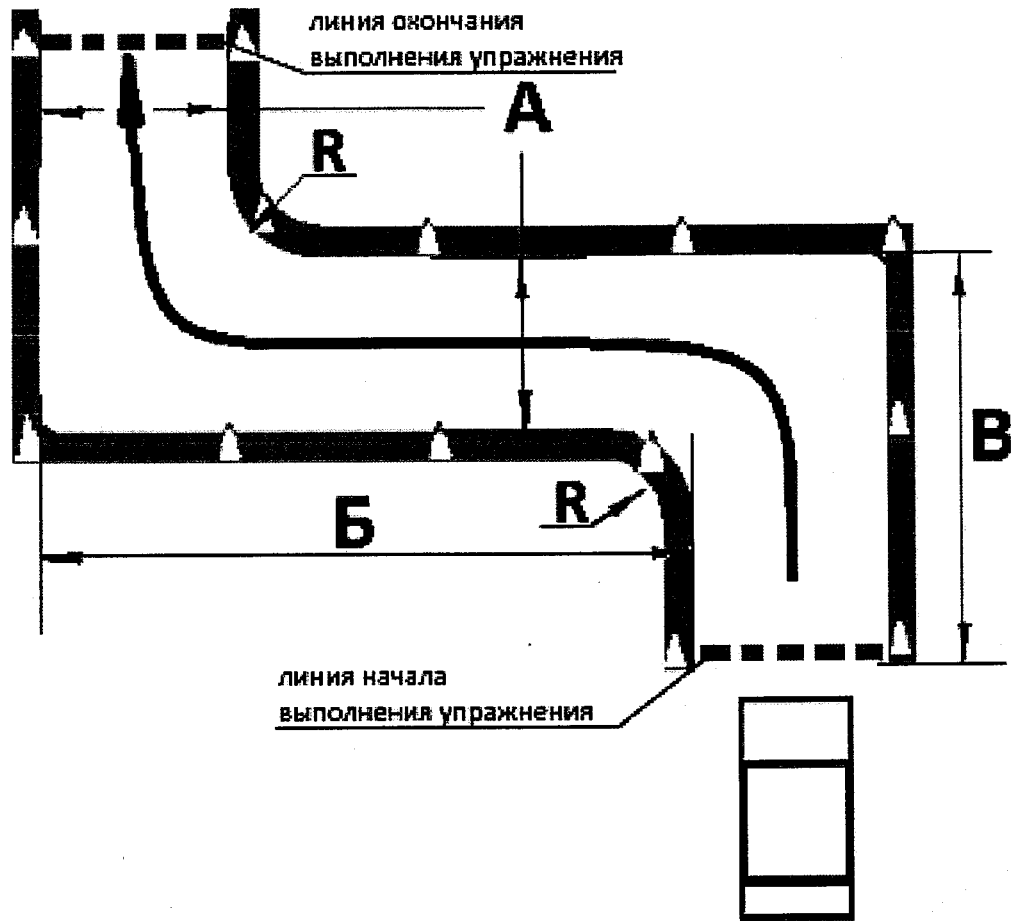 линия окончания
выполнения упражнения
А
R
В
R
Б
линия начала
выполнения упражнения